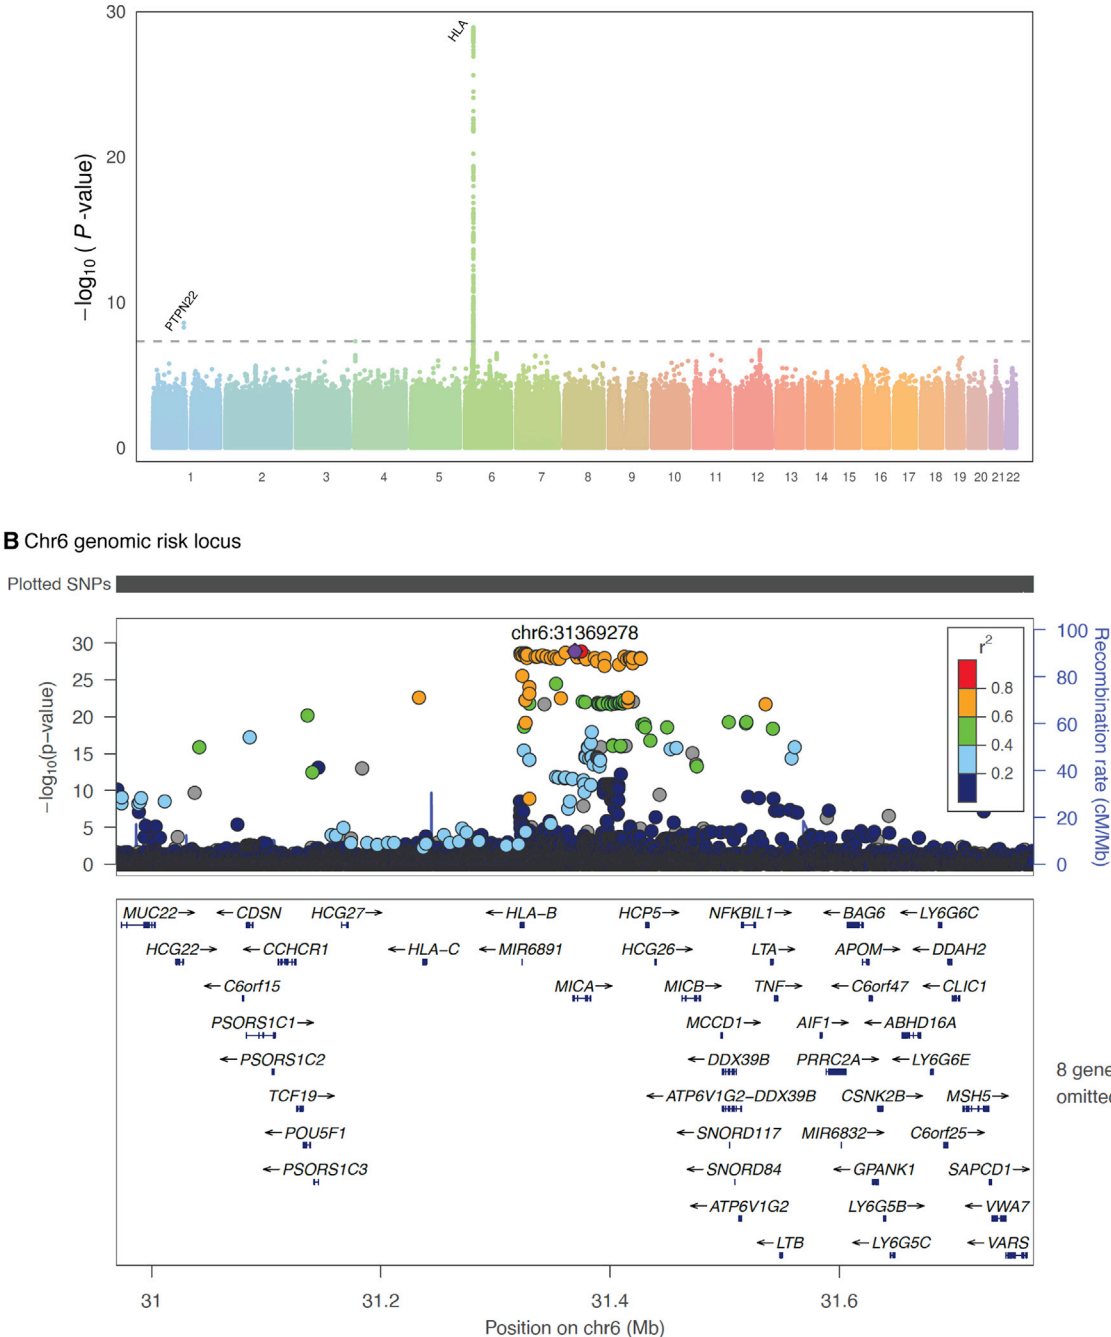 30
HLA
20
−log10 ( P -value)
PTPN22
10
0
1 2 3 4 5 6 7 8 9 10 11 12 13 14 15 16 17 18 19 20 21 22
B Chr6 genomic risk locus
Plotted SNPs
chr6:31369278
30
25
20
15
10
5
0
−log10(p−value)
r2
0.8
0.6
0.4
0.2
100
80
60
40
20
0
Recombination rate (cM/Mb)
MUC22→ ←CDSN HCG27→ ←HLA−B HCP5→ NFKBIL1→ ←BAG6 ←LY6G6C
HCG22→ ←CCHCR1 ←HLA−C ←MIR6891 HCG26→ LTA→ APOM→ ←DDAH2
←C6orf15 MICA→ MICB→ TNF→ ←C6orf47 ←CLIC1
PSORS1C1→ MCCD1→ AIF1→ ←ABHD16A
←PSORS1C2 ←DDX39B PRRC2A→ ←LY6G6E
TCF19→ ←ATP6V1G2−DDX39B CSNK2B→ MSH5→
←POU5F1 ←SNORD117 MIR6832→ C6orf25→
←PSORS1C3 ←SNORD84 ←GPANK1 SAPCD1→
←ATP6V1G2 LY6G5B→ ←VWA7
←LTB ←LY6G5C ←VARS
8 gene
omitted
31 31.2 31.4 31.6
Position on chr6 (Mb)